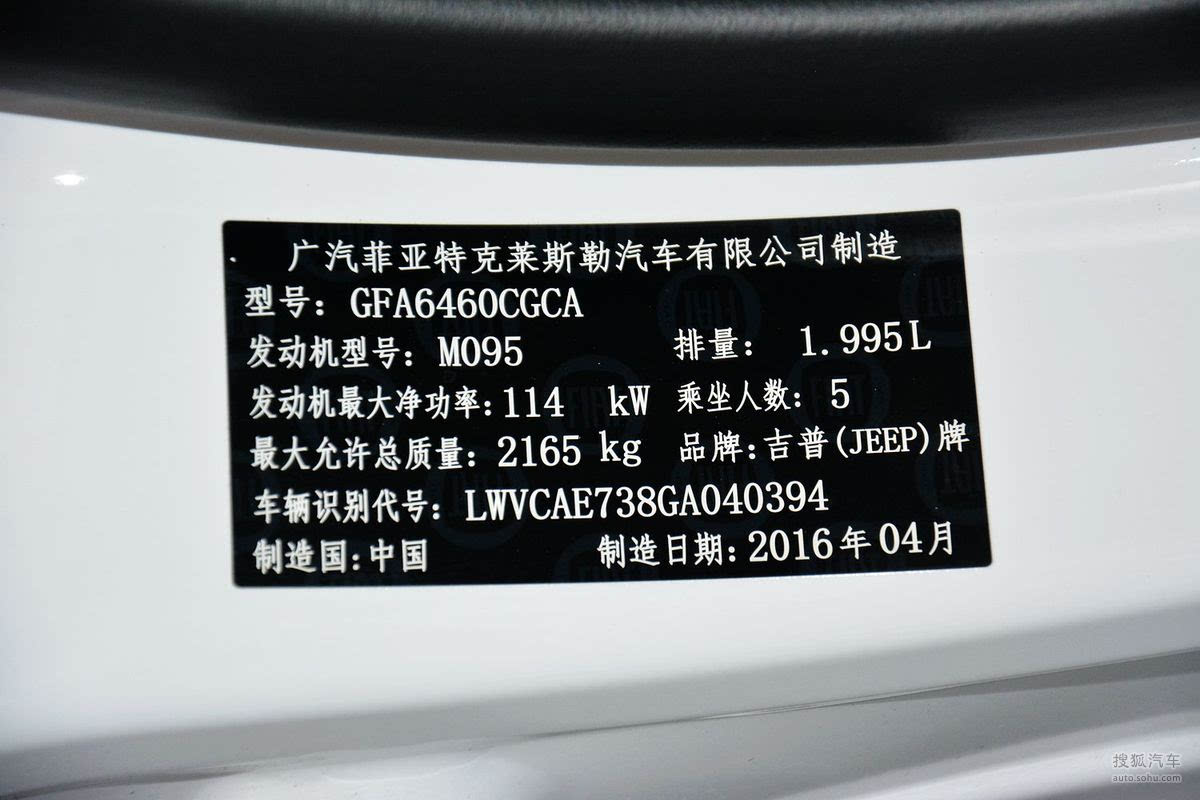 广汽菲亚特克莱斯勒汽车有限公司制造
型号: GFA6460CGCA
发动机型号: M095 排量: 1.995L
发动机最大净功率: 114 kW 乘坐人数: 5
最大允许总质量: 2165 kg 品牌: 吉普(JEEP)牌
车辆识别代号: LWVCAE738GA040394
制造国: 中国 制造日期: 2016年04月
搜狐汽车
auto.sohu.com